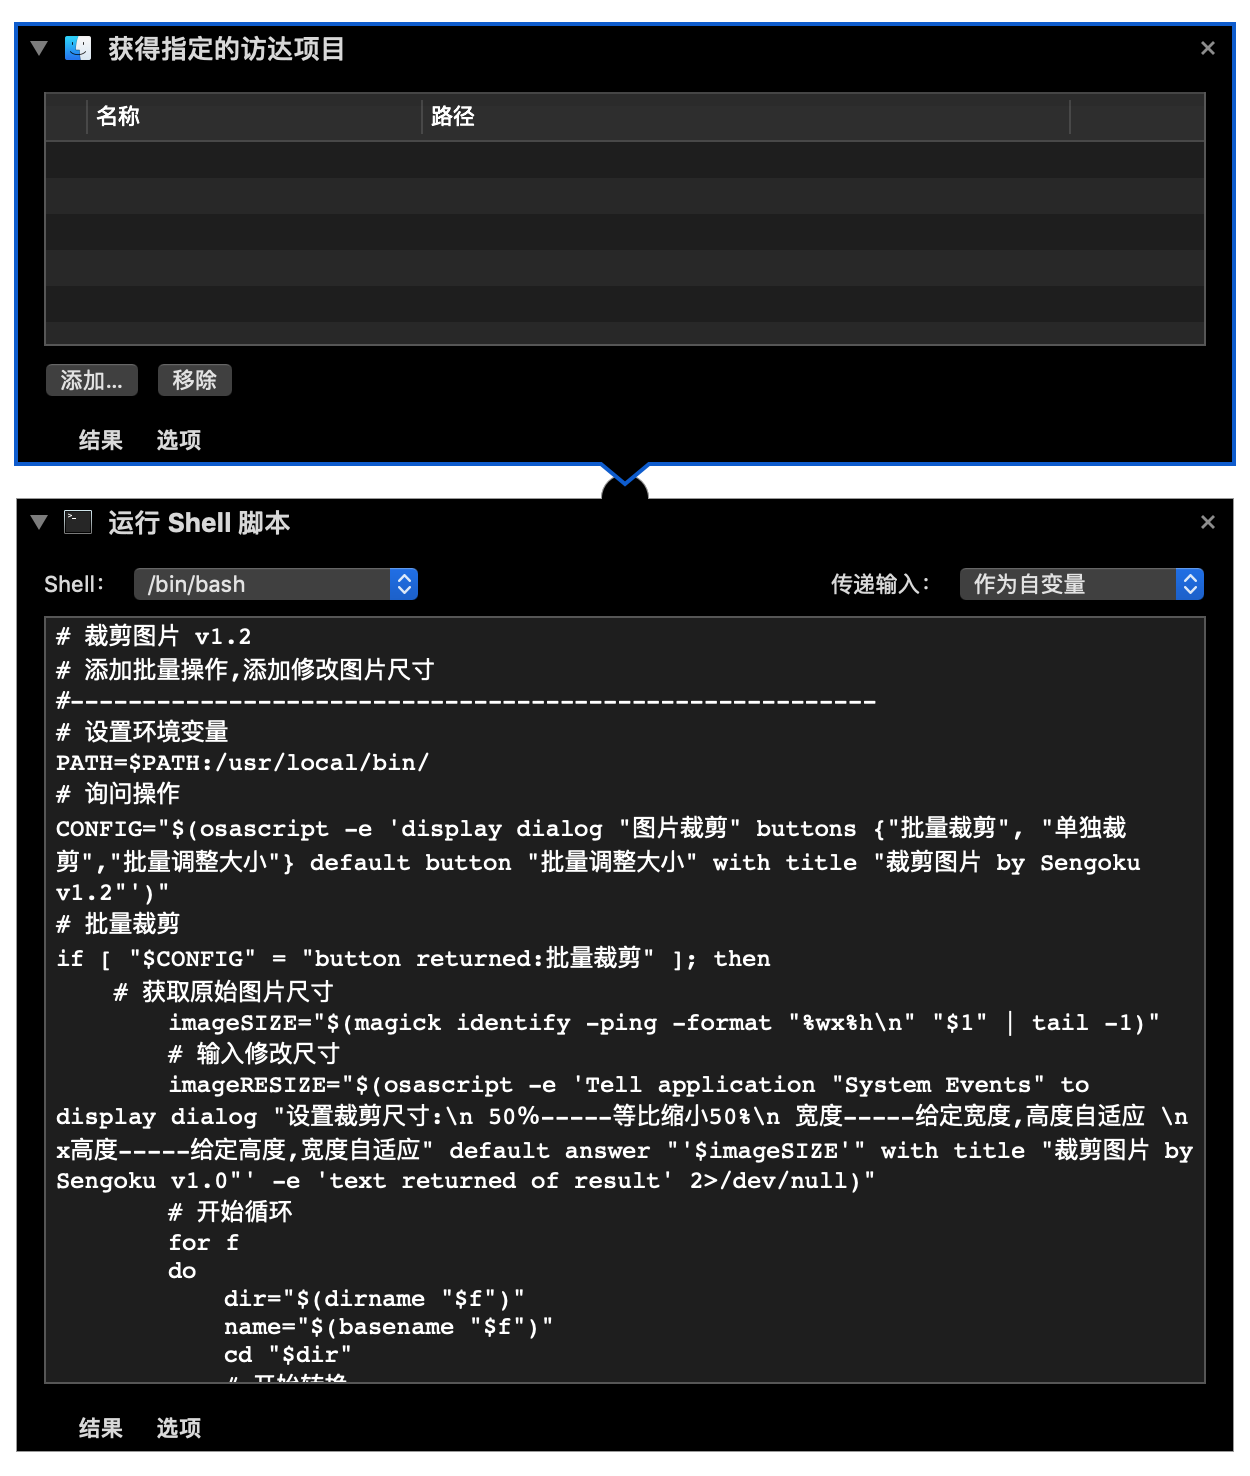 获得指定的访达项目
名称 路径
添加... 移除
结果 选项
运行 Shell 脚本
Shell: /bin/bash 传递输入: 作为自变量
# 裁剪图片 v1.2
# 添加批量操作,添加修改图片尺寸
#--------------------------------------------------------
# 设置环境变量
PATH=$PATH:/usr/local/bin/
# 询问操作
CONFIG="$(osascript -e 'display dialog "图片裁剪" buttons {"批量裁剪", "单独裁
剪","批量调整大小"} default button "批量调整大小" with title "裁剪图片 by Sengoku
v1.2"')"
# 批量裁剪
if [ "$CONFIG" = "button returned:批量裁剪" ]; then
# 获取原始图片尺寸
imageSIZE="$(magick identify -ping -format "%wx%h\n" "$1" | tail -1)"
# 输入修改尺寸
imageRESIZE="$(osascript -e 'Tell application "System Events" to
display dialog "设置裁剪尺寸:\n 50%-----等比缩小50%\n 宽度-----给定宽度,高度自适应 \n
x高度-----给定高度,宽度自适应" default answer "'$imageSIZE'" with title "裁剪图片 by
Sengoku v1.0"' -e 'text returned of result' 2>/dev/null)"
# 开始循环
for f
do
dir="$(dirname "$f")"
name="$(basename "$f")"
cd "$dir"
# 开始转换
结果 选项